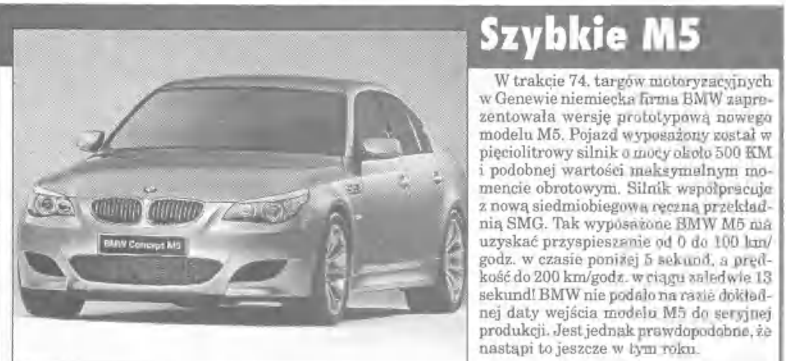 Szybkie M5
W trakcie 74. targów motoryzacyjnych
w Genewie niemiecka firma BMW zapre-
zentowała wersję prototypową nowego
modelu M5. Pojazd wyposażony został w
pięciolitrowy silnik o mocy około 500 KM
i podobnej wartości maksymalnym mo-
mencie obrotowym. Silnik współpracuje
z nową siedmiobiegową ręczną przekład-
nią SMG. Tak wyposażone BMW M5 ma
uzyskać przyspieszenie od 0 do 100 km/
godz. w czasie poniżej 5 sekund, a pręd-
kość do 200 km/godz. w ciągu zaledwie 13
sekund! BMW nie podało na razie dokład-
nej daty wejścia modelu M5 do seryjnej
produkcji. Jest jednak prawdopodobne, że
nastąpi to jeszcze w tym roku.
BMW Concept M5